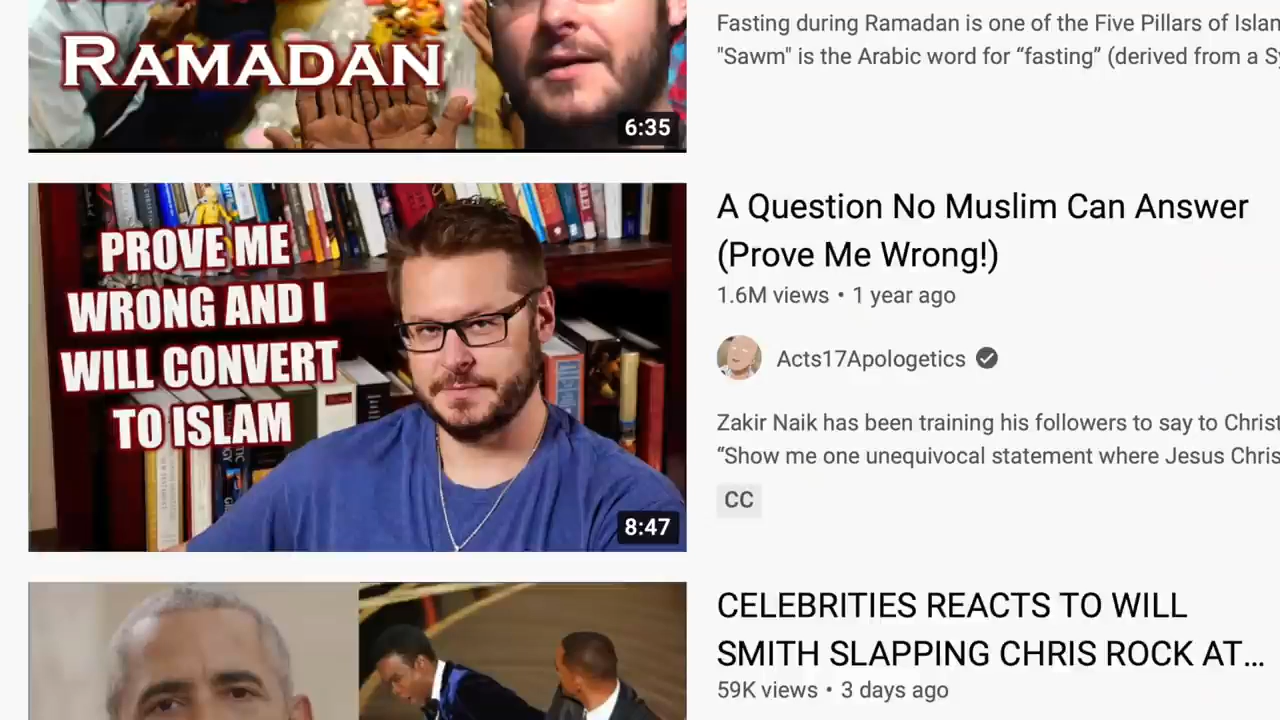 RAMADAN
6:35
Fasting during Ramadan is one of the Five Pillars of Islan
"Sawm" is the Arabic word for “fasting” (derived from a Sy
PROVE ME
WRONG AND I
WILL CONVERT
TO ISLAM
8:47
A Question No Muslim Can Answer
(Prove Me Wrong!)
1.6M views • 1 year ago
Acts17Apologetics
Zakir Naik has been training his followers to say to Christ
“Show me one unequivocal statement where Jesus Chris
CC
CELEBRITIES REACTS TO WILL
SMITH SLAPPING CHRIS ROCK AT...
59K views • 3 days ago